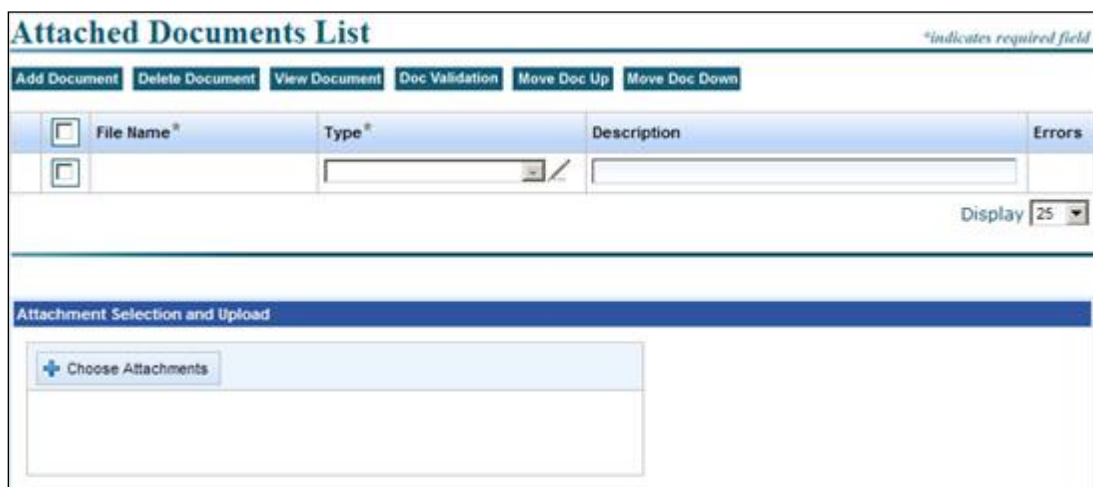 Attached Documents List
*indicates required field
Add Document Delete Document View Document Doc Validation Move Doc Up Move Doc Down
File Name* Type* Description Errors
Display 25
Attachment Selection and Upload
Choose Attachments